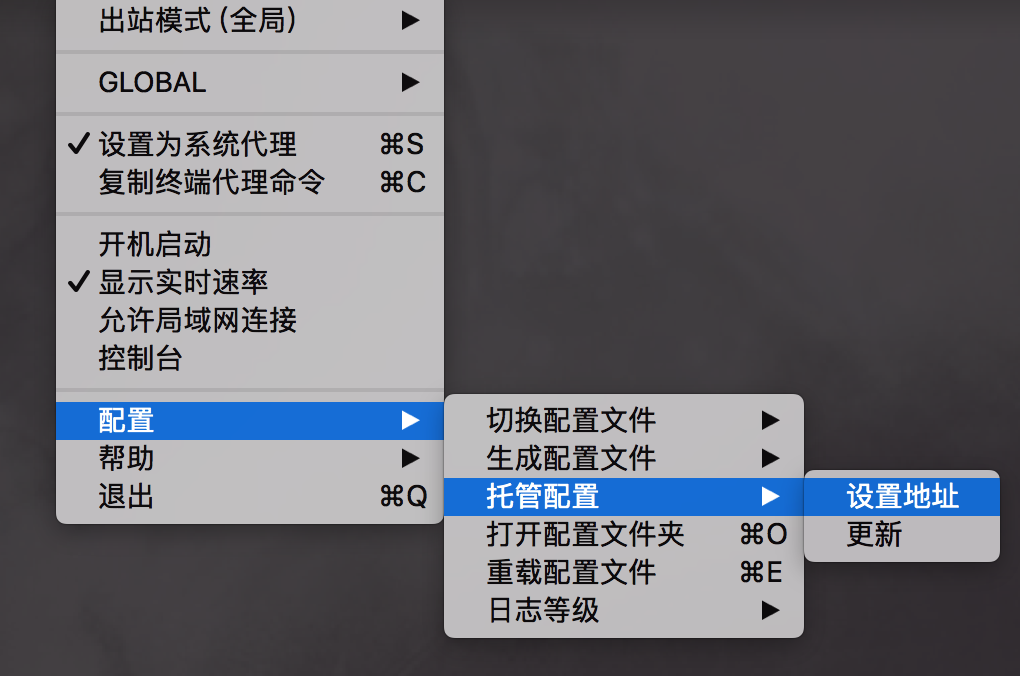 出站模式 (全局) ▶
GLOBAL ▶
✓ 设置为系统代理 ⌘S
复制终端代理命令 ⌘C
开机启动
✓ 显示实时速率
允许局域网连接
控制台
配置 ▶
帮助 ▶
退出 ⌘Q
切换配置文件 ▶
生成配置文件 ▶
托管配置 ▶
打开配置文件夹 ⌘O
重载配置文件 ⌘E
日志等级 ▶
设置地址
更新